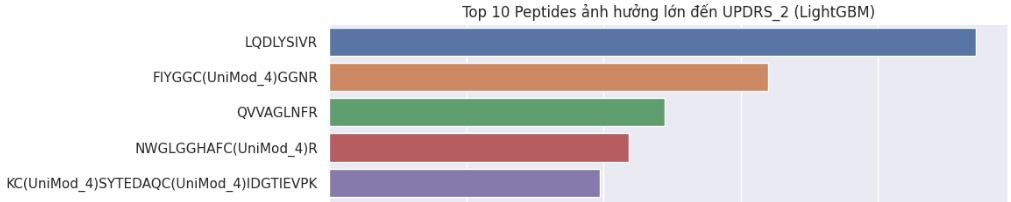 Top 10 Peptides ảnh hưởng lớn đến UPDRS_2 (LightGBM)
LQDLYSIVR
FIYGGC(UniMod_4)GGNR
QVVAGLNFR
NWGLGGHAFC(UniMod_4)R
KC(UniMod_4)SYTEDAQC(UniMod_4)IDGTIEVPK